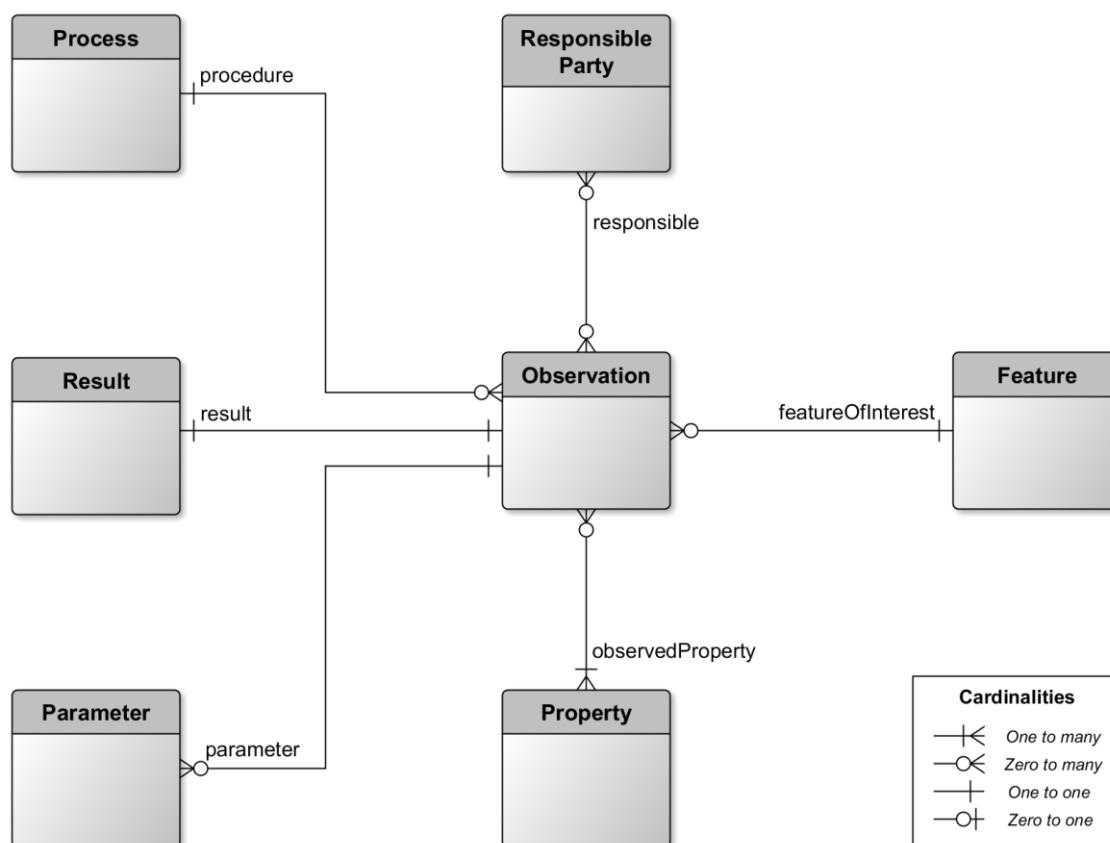 Process
Responsible
Party
procedure
responsible
Result
Observation
Feature
result
featureOfInterest
observedProperty
Parameter
Property
parameter
Cardinalities
One to many
Zero to many
One to one
Zero to one